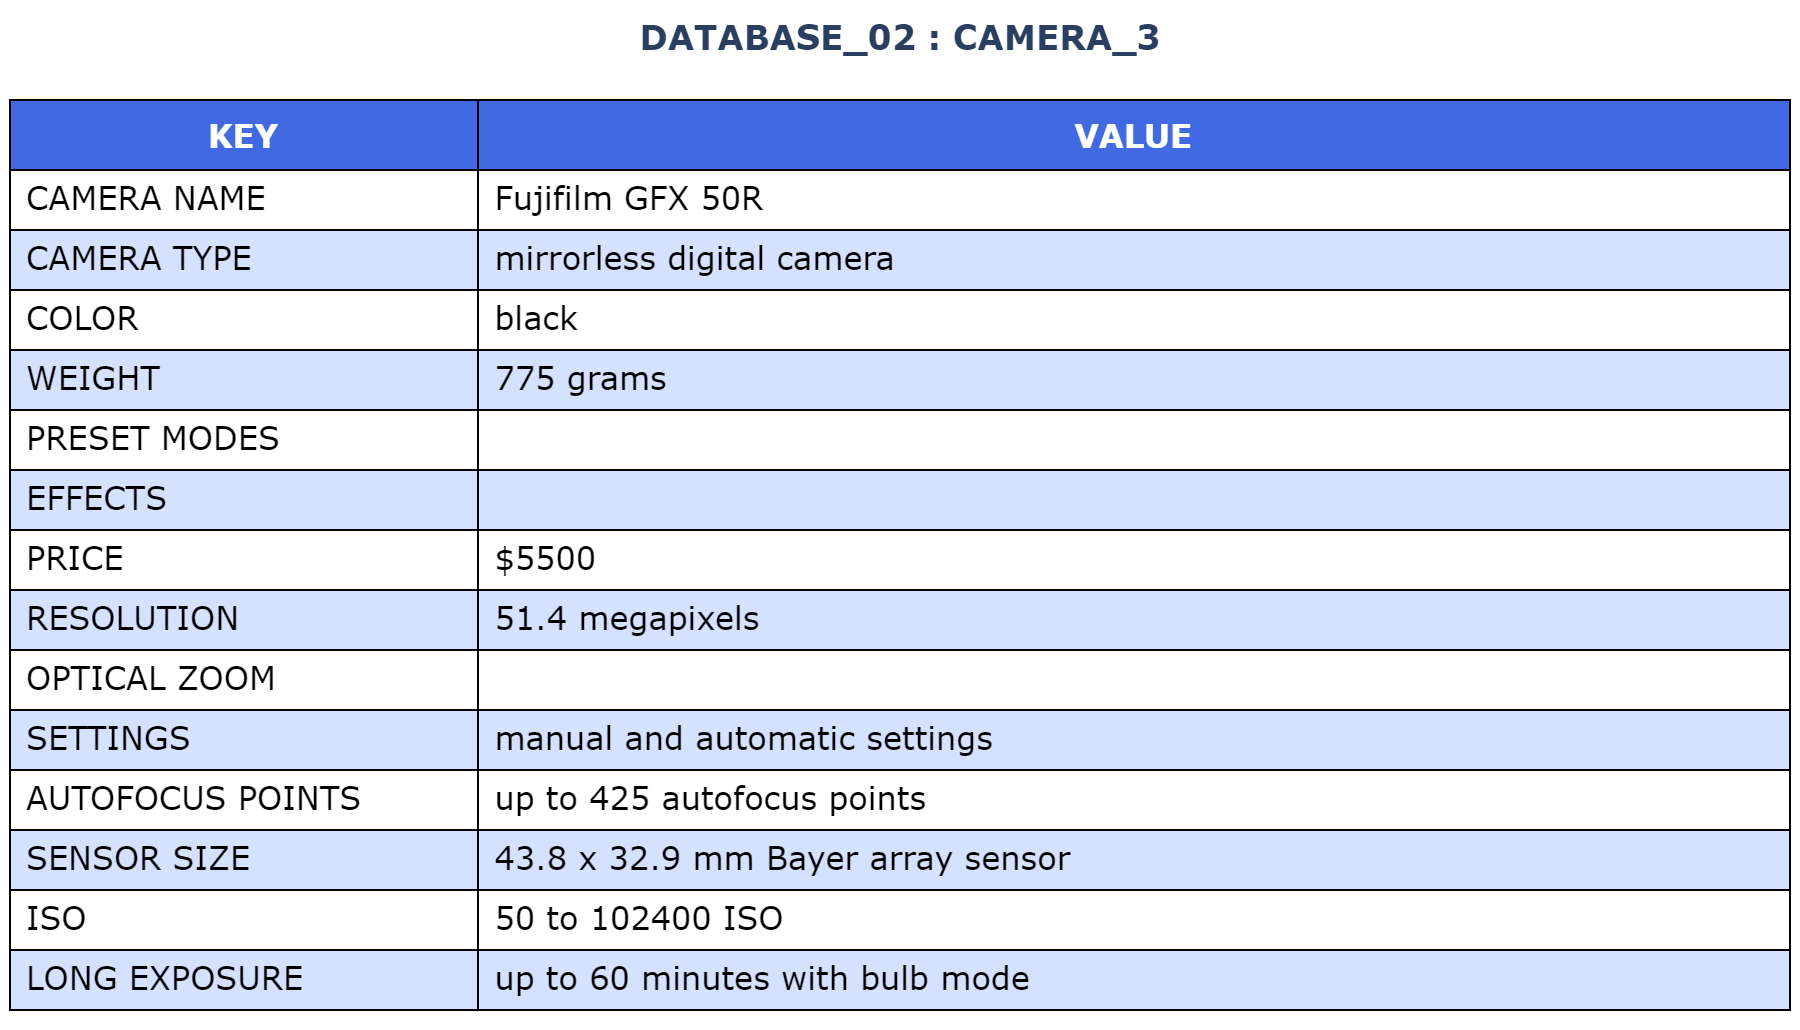 DATABASE_02 : CAMERA_3
KEY VALUE
CAMERA NAME Fujifilm GFX 50R
CAMERA TYPE mirrorless digital camera
COLOR black
WEIGHT 775 grams
PRESET MODES
EFFECTS
PRICE $5500
RESOLUTION 51.4 megapixels
OPTICAL ZOOM
SETTINGS manual and automatic settings
AUTOFOCUS POINTS up to 425 autofocus points
SENSOR SIZE 43.8 x 32.9 mm Bayer array sensor
ISO 50 to 102400 ISO
LONG EXPOSURE up to 60 minutes with bulb mode